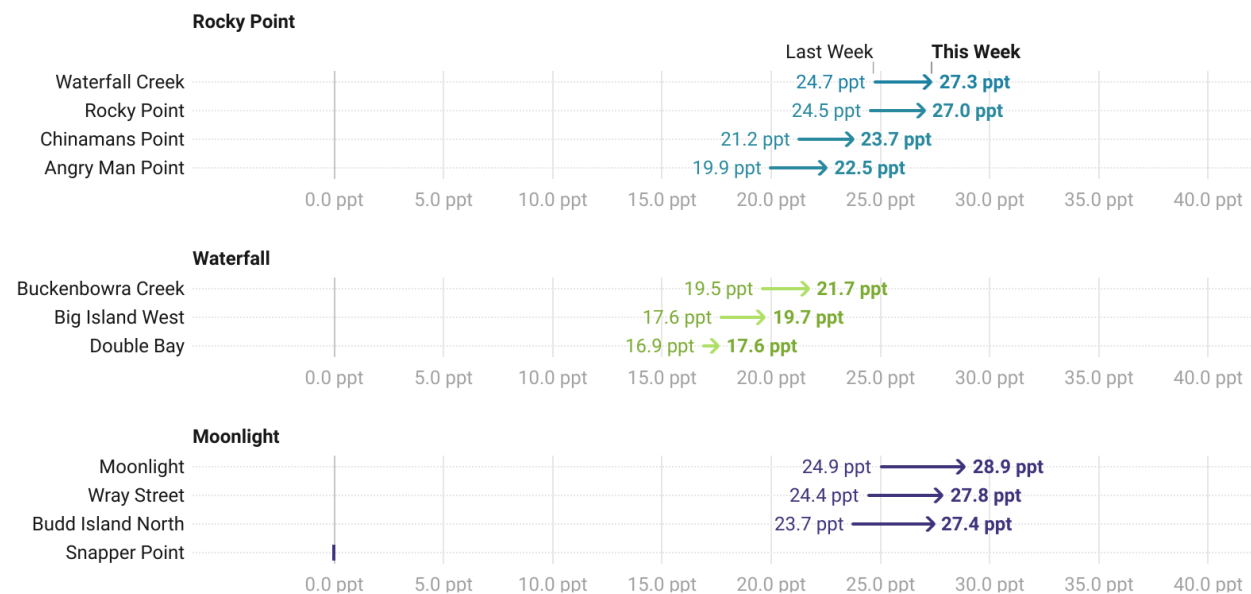 Rocky Point
Last Week This Week
Waterfall Creek 24.7 ppt 27.3 ppt
Rocky Point 24.5 ppt 27.0 ppt
Chinamans Point 21.2 ppt 23.7 ppt
Angry Man Point 19.9 ppt 22.5 ppt
0.0 ppt 5.0 ppt 10.0 ppt 15.0 ppt 20.0 ppt 25.0 ppt 30.0 ppt 35.0 ppt 40.0 ppt
Waterfall
Buckenbowra Creek 19.5 ppt 21.7 ppt
Big Island West 17.6 ppt 19.7 ppt
Double Bay 16.9 ppt 17.6 ppt
0.0 ppt 5.0 ppt 10.0 ppt 15.0 ppt 20.0 ppt 25.0 ppt 30.0 ppt 35.0 ppt 40.0 ppt
Moonlight
Moonlight 24.9 ppt 28.9 ppt
Wray Street 24.4 ppt 27.8 ppt
Budd Island North 23.7 ppt 27.4 ppt
Snapper Point
0.0 ppt 5.0 ppt 10.0 ppt 15.0 ppt 20.0 ppt 25.0 ppt 30.0 ppt 35.0 ppt 40.0 ppt